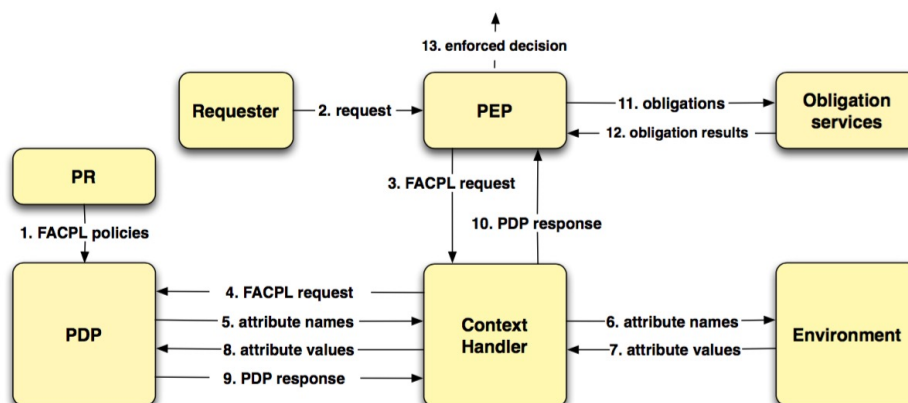 13. enforced decision
Requester
2. request
PEP
11. obligations
12. obligation results
Obligation
services
PR
3. FACPL request
10. PDP response
1. FACPL policies
PDP
4. FACPL request
5. attribute names
8. attribute values
9. PDP response
Context
Handler
6. attribute names
7. attribute values
Environment